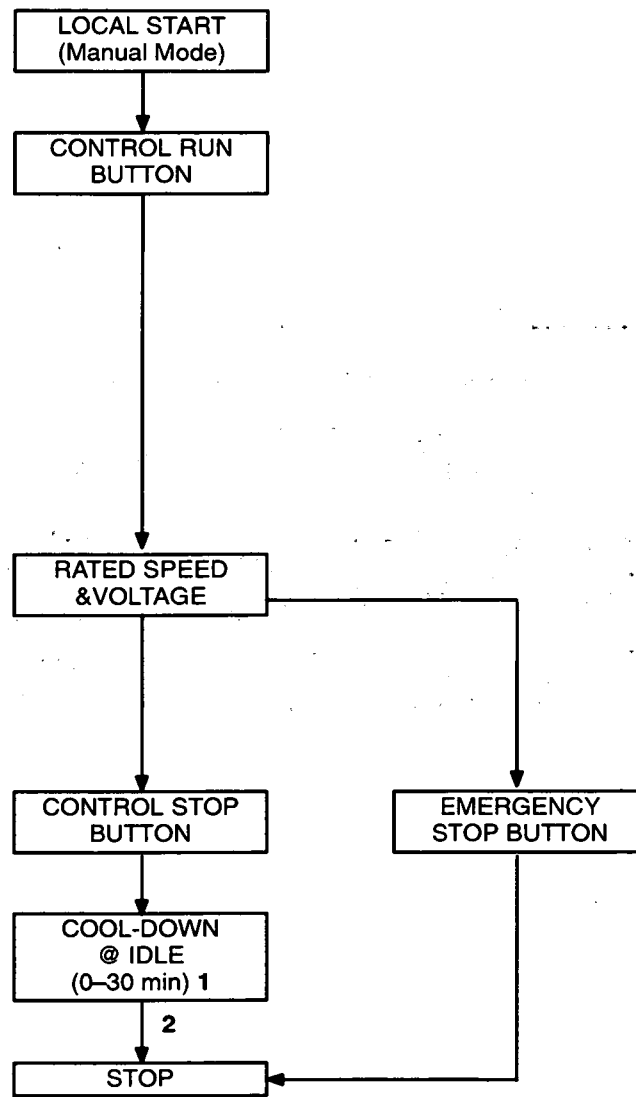 LOCAL START
(Manual Mode)
CONTROL RUN
BUTTON
RATED SPEED
&VOLTAGE
CONTROL STOP
BUTTON
EMERGENCY
STOP BUTTON
COOL-DOWN
@ IDLE
(0–30 min) 1
2
STOP